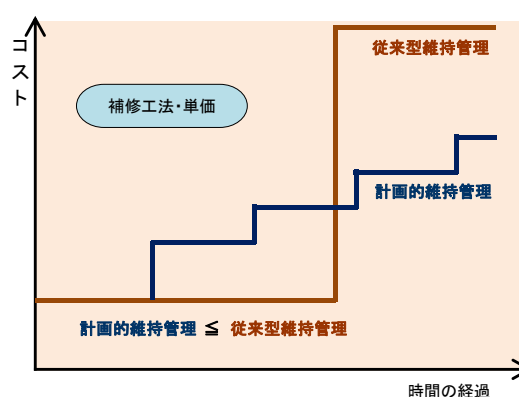 コスト
従来型維持管理
補修工法・単価
計画的維持管理
計画的維持管理 ≦ 従来型維持管理
時間の経過